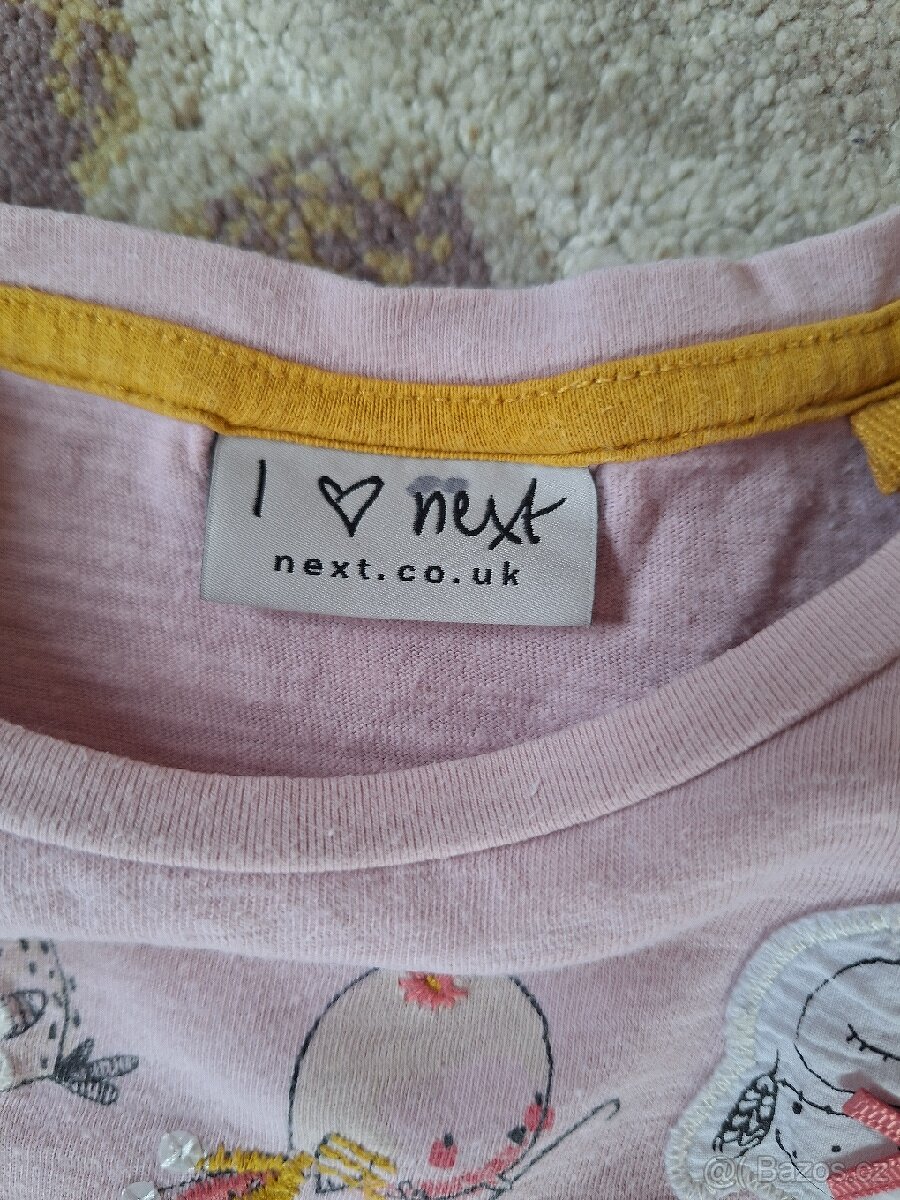 I ♡ next
next.co.uk
@ Bazos.cz